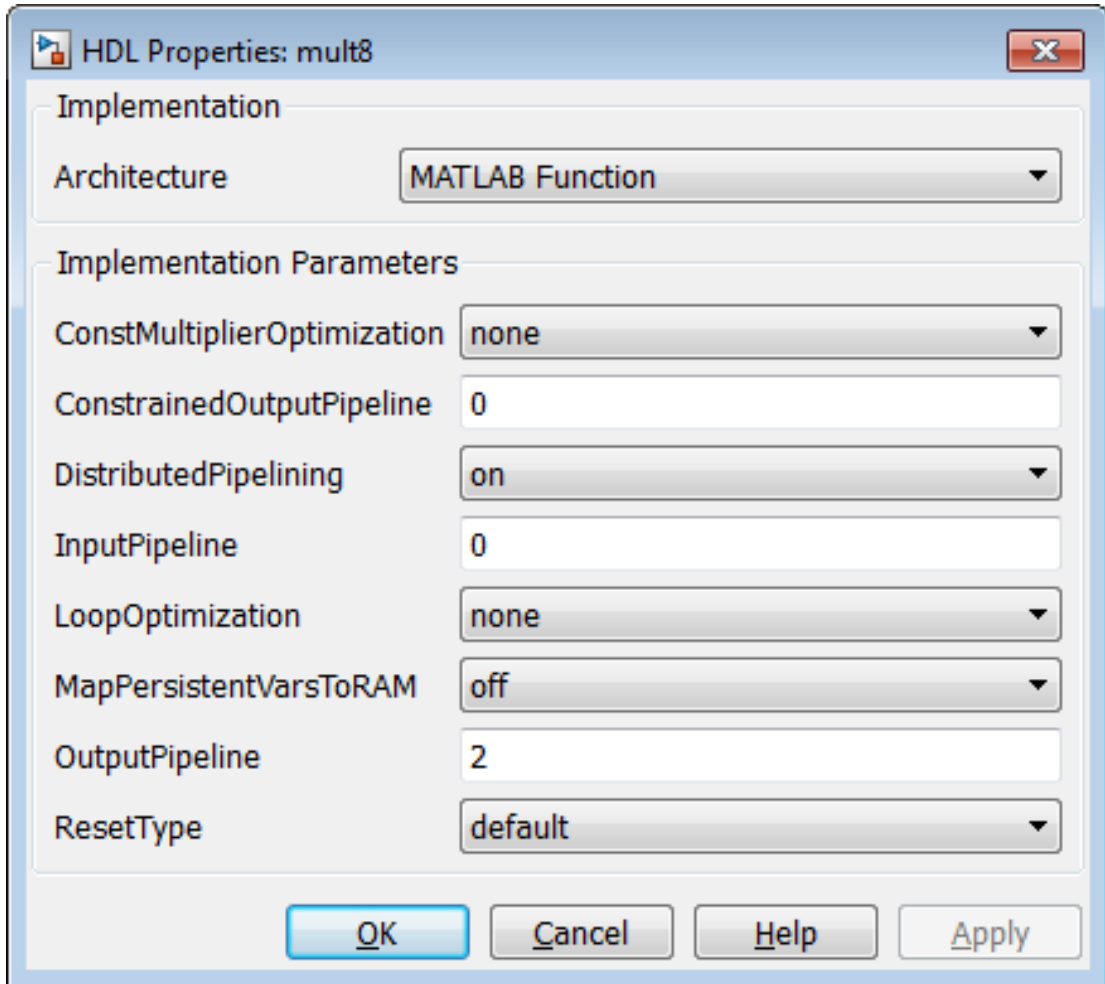 HDL Properties: mult8
Implementation
Architecture MATLAB Function
Implementation Parameters
ConstMultiplierOptimization none
ConstrainedOutputPipeline 0
DistributedPipelining on
InputPipeline 0
LoopOptimization none
MapPersistentVarsToRAM off
OutputPipeline 2
ResetType default
OK Cancel Help Apply